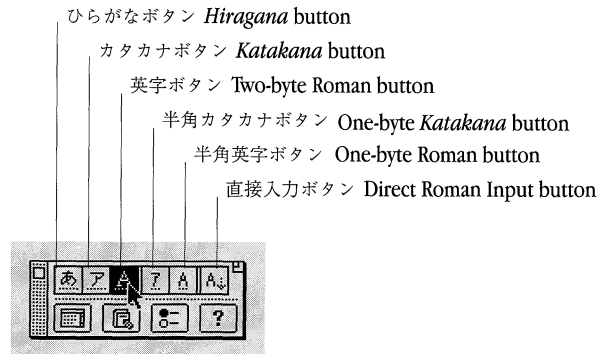 ひらがなボタン Hiragana button
カタカナボタン Katakana button
英字ボタン Two-byte Roman button
半角カタカナボタン One-byte Katakana button
半角英字ボタン One-byte Roman button
直接入力ボタン Direct Roman Input button
あ ア A ア A A
?